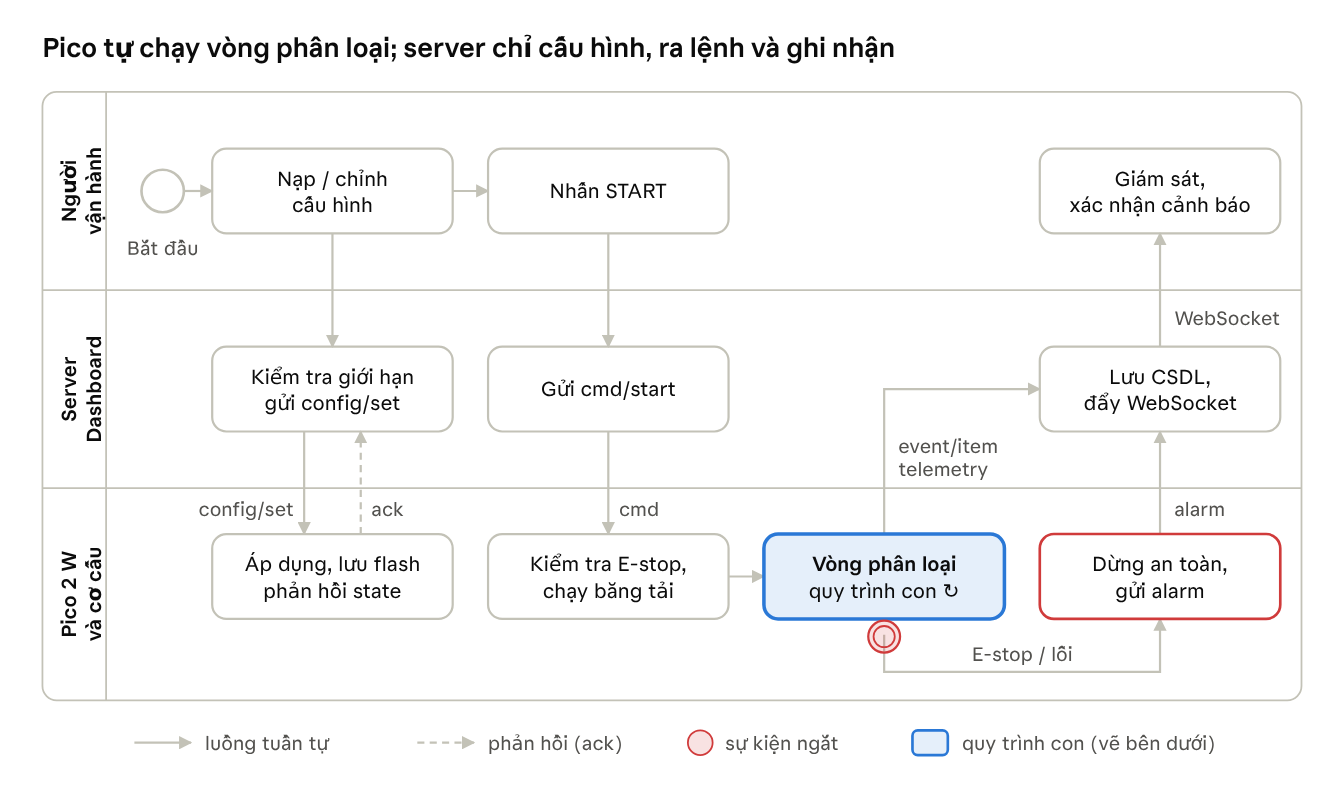 Pico tự chạy vòng phân loại; server chỉ cấu hình, ra lệnh và ghi nhận
Người
vận hành
Bắt đầu
Nạp / chỉnh
cấu hình
Nhấn START
Giám sát,
xác nhận cảnh báo
Server
Dashboard
WebSocket
Kiểm tra giới hạn
gửi config/set
Gửi cmd/start
Lưu CSDL,
đẩy WebSocket
event/item
telemetry
Pico 2 W
và cơ cấu
config/set
ack
cmd
alarm
Áp dụng, lưu flash
phản hồi state
Kiểm tra E-stop,
chạy băng tải
Vòng phân loại
quy trình con ↻
Dừng an toàn,
gửi alarm
E-stop / lỗi
luồng tuần tự
phản hồi (ack)
sự kiện ngắt
quy trình con (vẽ bên dưới)